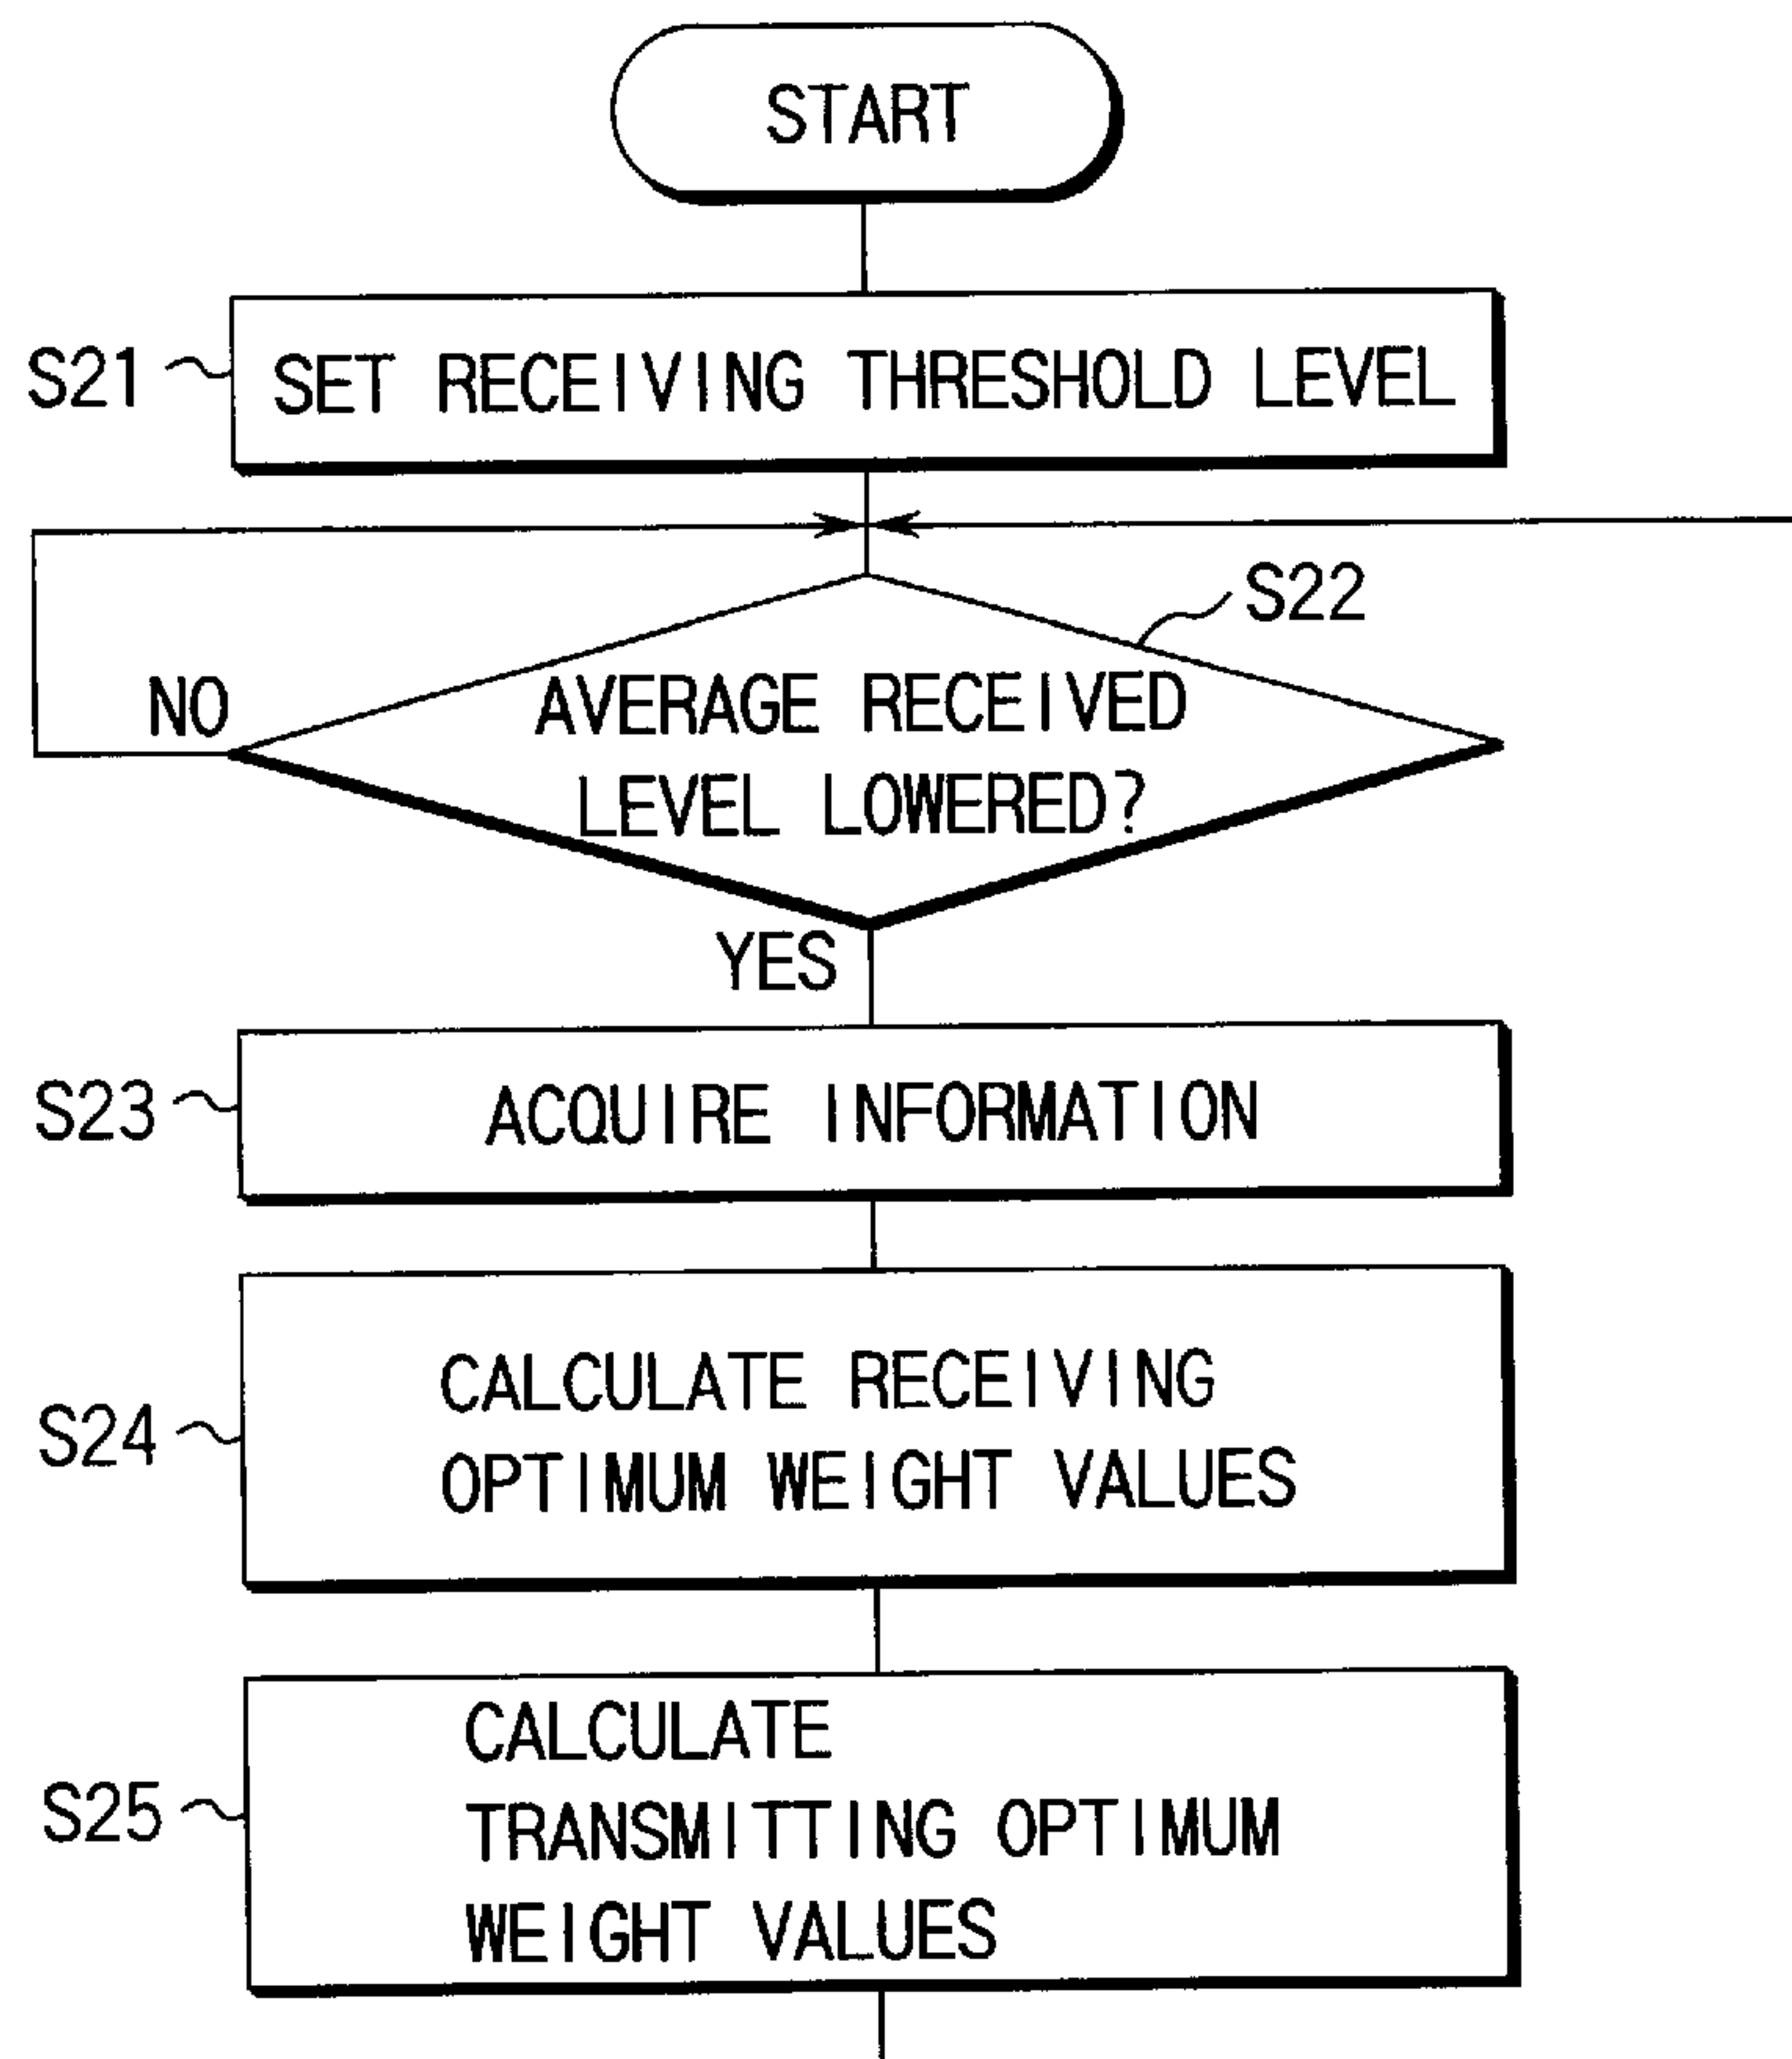 START
S21
SET RECEIVING THRESHOLD LEVEL
S22
AVERAGE RECEIVED
LEVEL LOWERED?
NO
YES
S23
ACQUIRE INFORMATION
S24
CALCULATE RECEIVING
OPTIMUM WEIGHT VALUES
S25
CALCULATE
TRANSMITTING OPTIMUM
WEIGHT VALUES